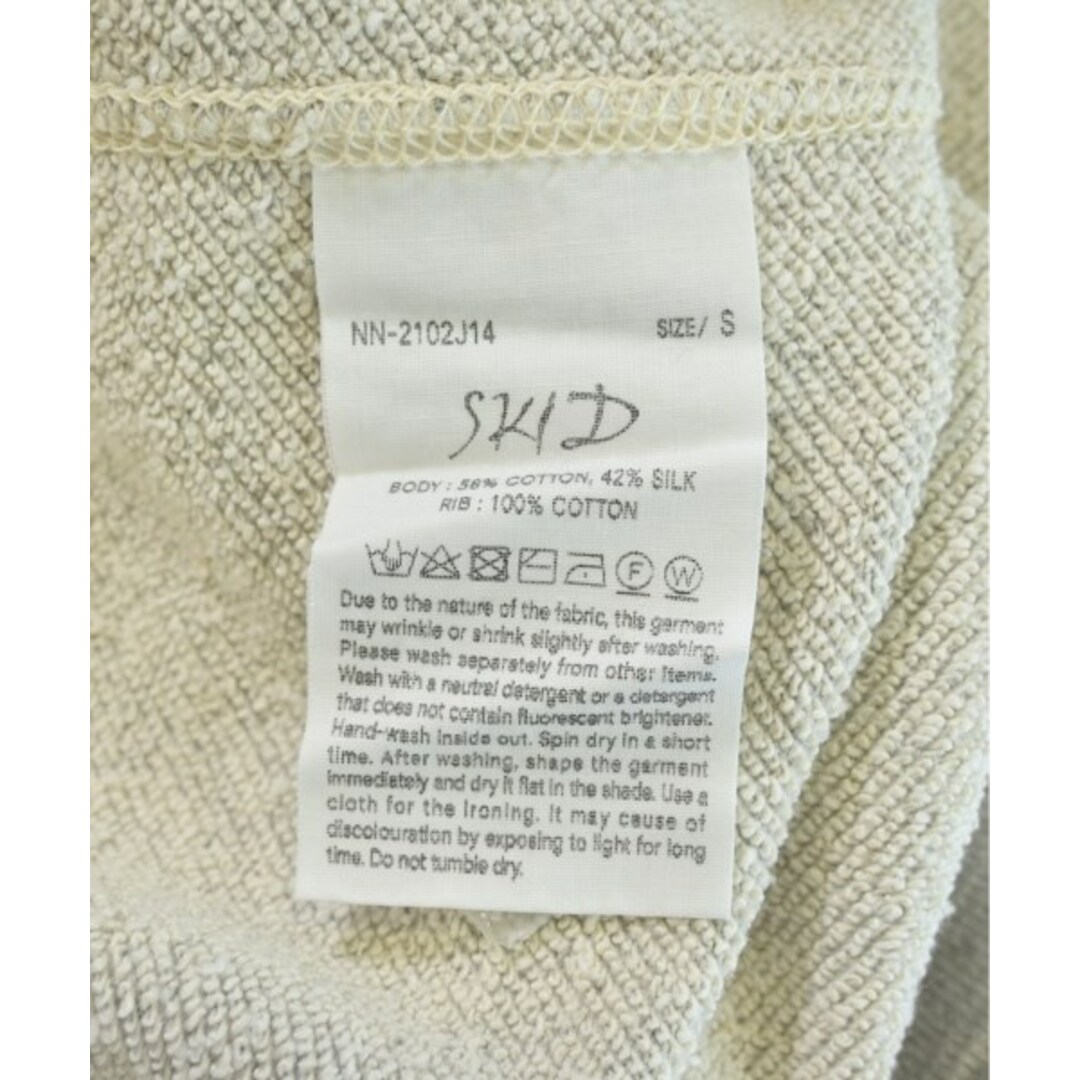 NN-2102J14 SIZE/ S
SKID
BODY : 58% COTTON, 42% SILK
RIB : 100% COTTON
F W
Due to the nature of the fabric, this garment
may wrinkle or shrink slightly after washing.
Please wash separately from other items.
Wash with a neutral detergent or a detergent
that does not contain fluorescent brightener.
Hand-wash inside out. Spin dry in a short
time. After washing, shape the garment
immediately and dry it flat in the shade. Use a
cloth for the ironing. It may cause of
discolouration by exposing to light for long
time. Do not tumble dry.